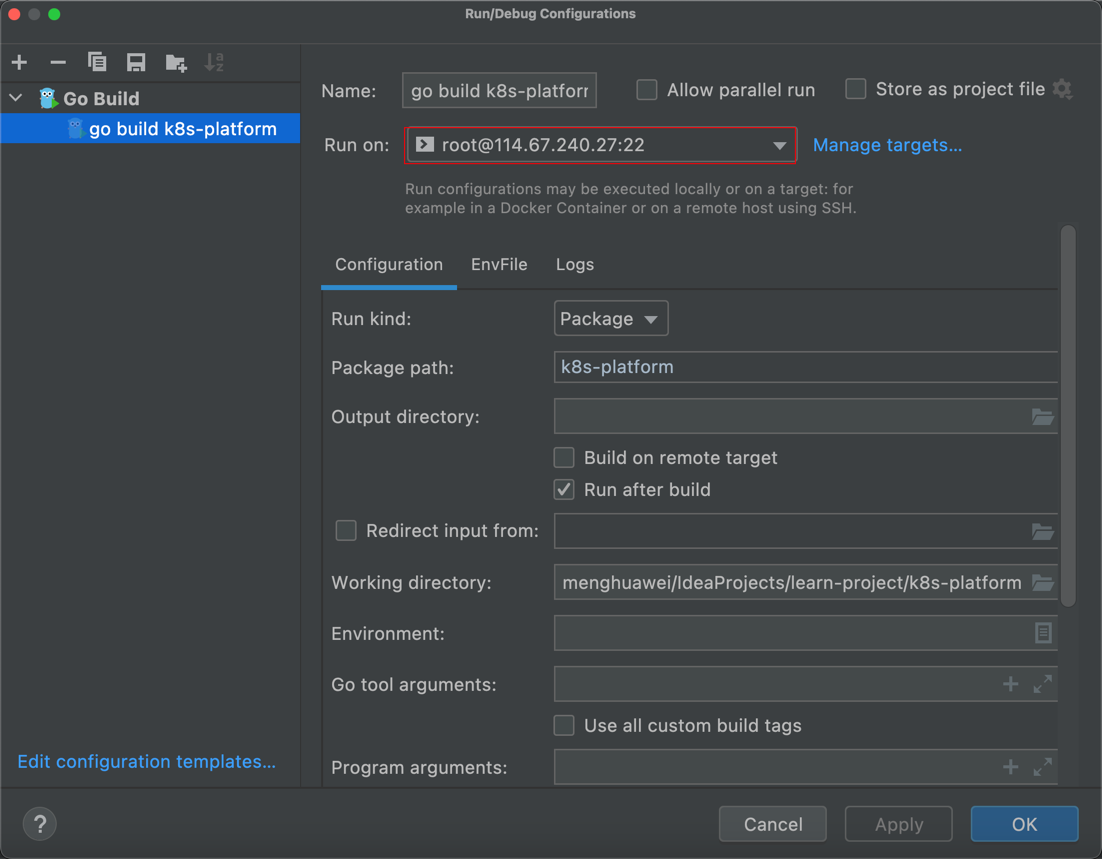 Run/Debug Configurations
Go Build
go build k8s-platform
Edit configuration templates...
Name:
go build k8s-platforr
Allow parallel run
Store as project file
Run on:
root@114.67.240.27:22
Manage targets...
Run configurations may be executed locally or on a target: for
example in a Docker Container or on a remote host using SSH.
Configuration
EnvFile
Logs
Run kind:
Package
Package path:
k8s-platform
Output directory:
Build on remote target
Run after build
Redirect input from:
Working directory:
menghuawei/IdeaProjects/learn-project/k8s-platform
Environment:
Go tool arguments:
Use all custom build tags
Program arguments:
?
Cancel
Apply
OK